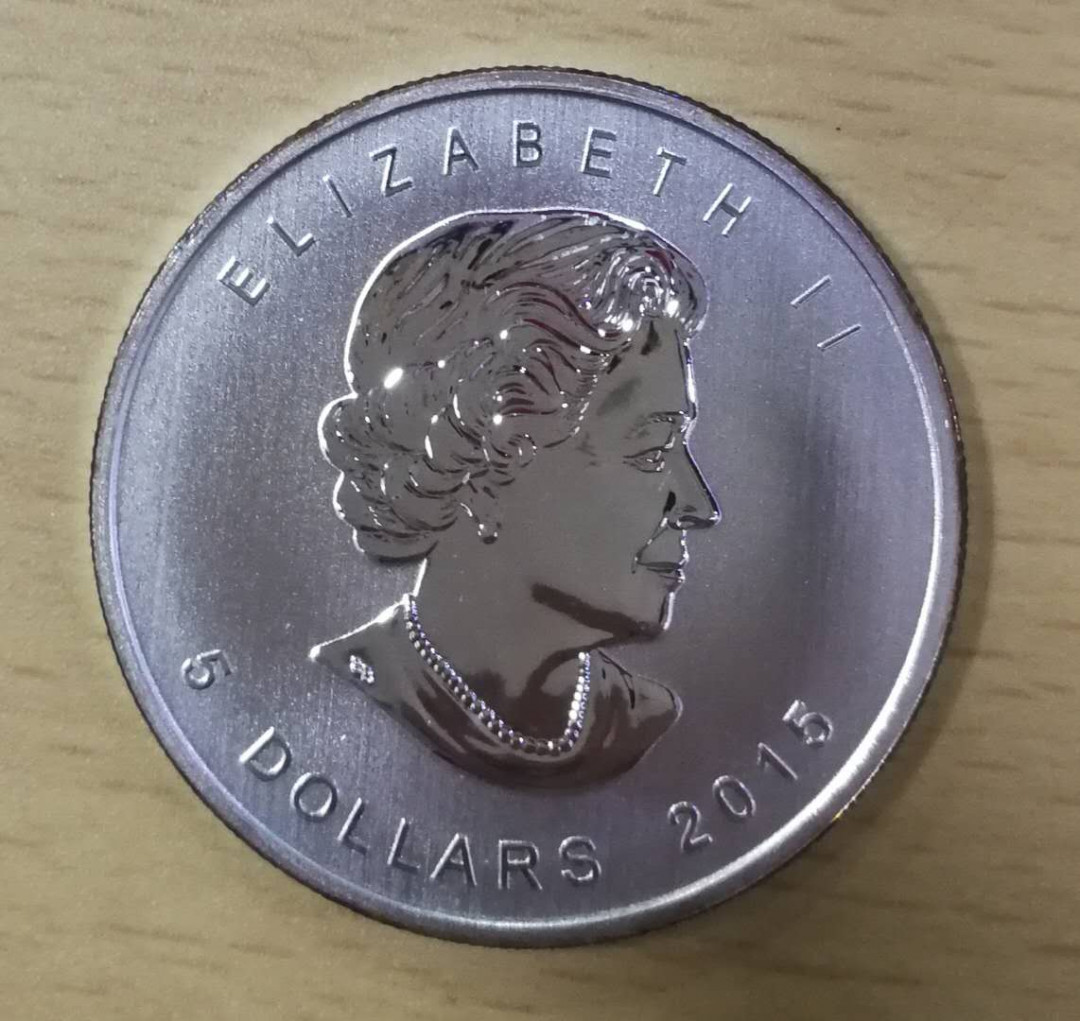 ELIZABETH II
5 DOLLARS 2015